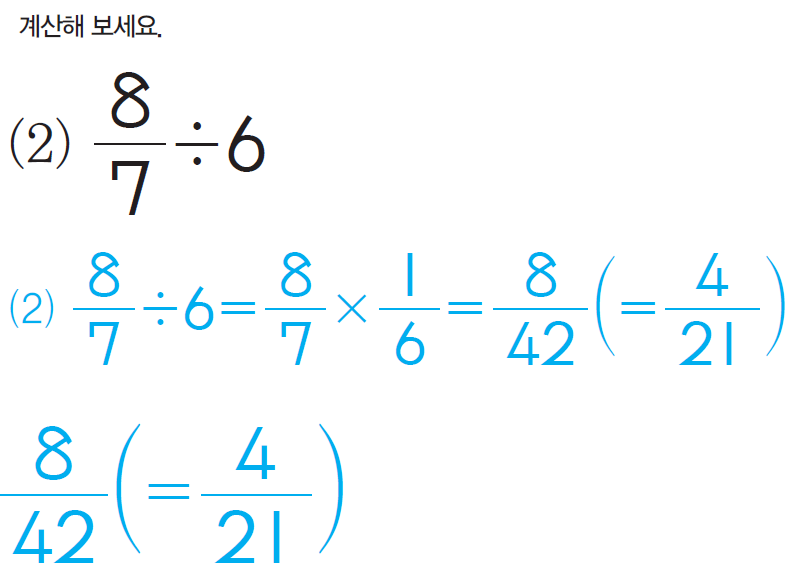 계산해 보세요.
(2) 8/7 ÷ 6
(2) 8/7 ÷ 6 = 8/7 × 1/6 = 8/42 (= 4/21)
8/42 (= 4/21)